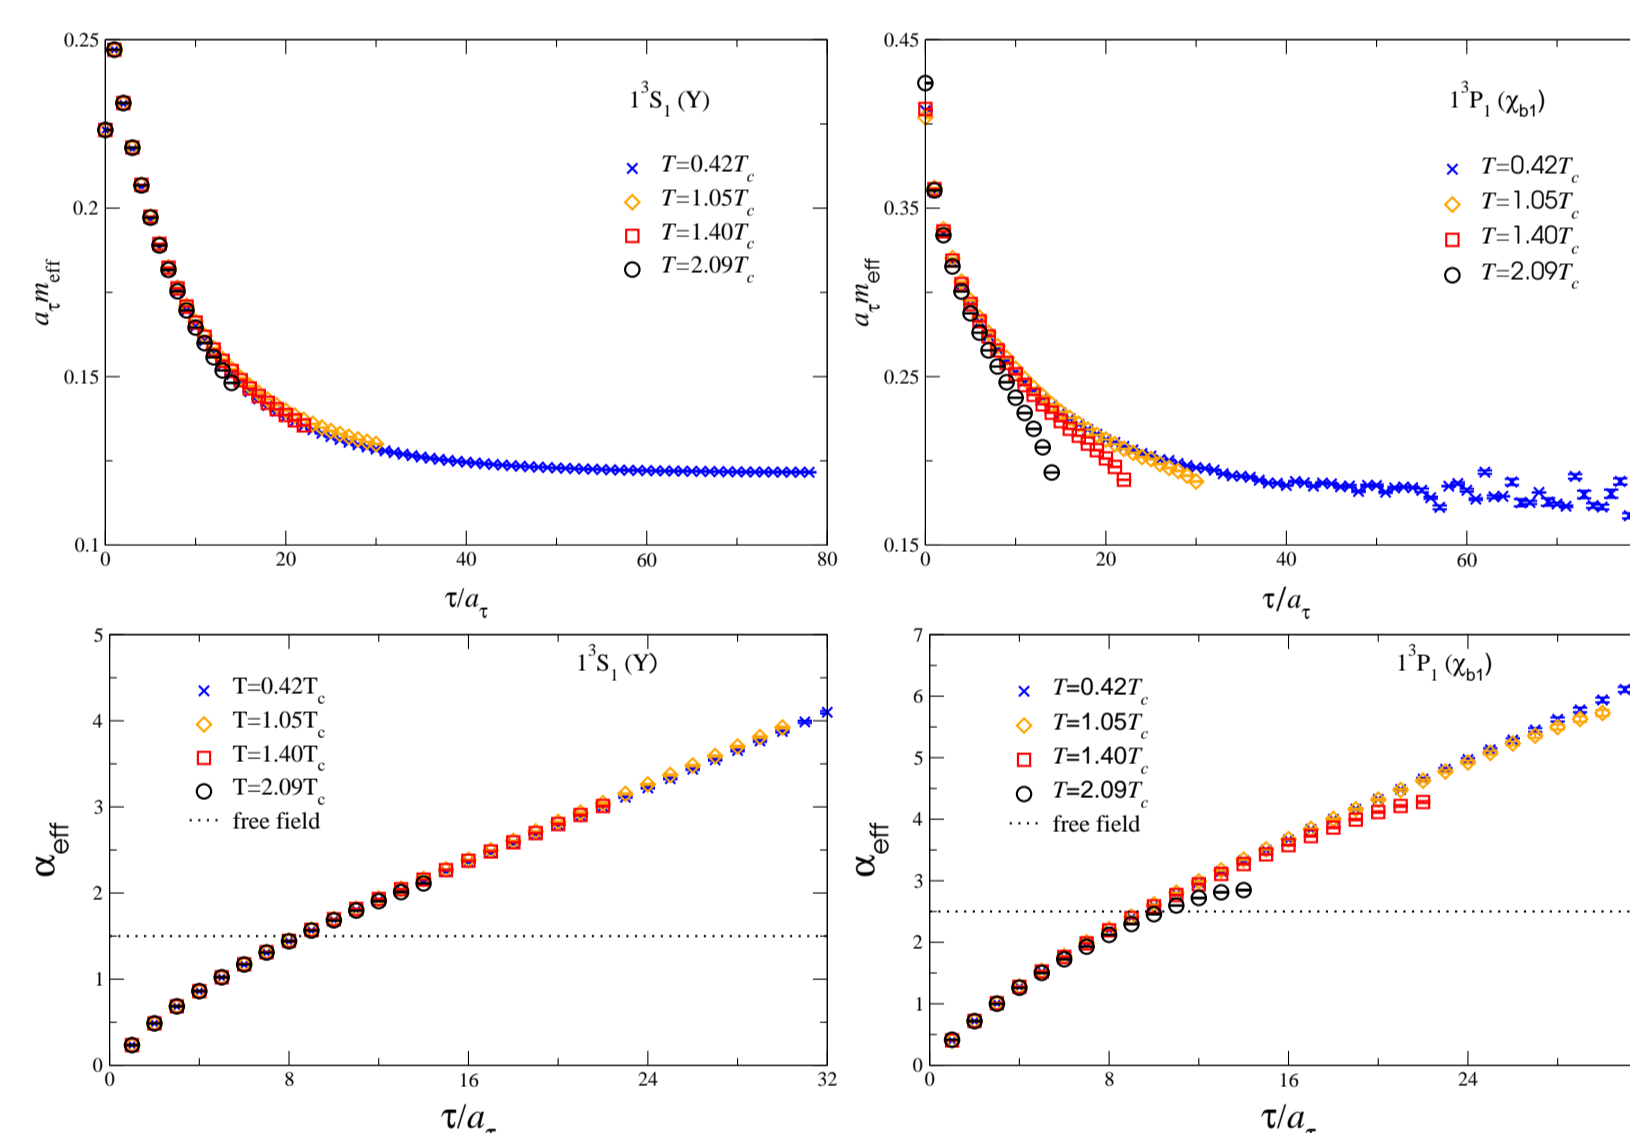 0.25
0.2
0.15
0.1
0
20
40
60
80
a_τ m_eff
τ/a_τ
1³S₁ (Υ)
T=0.42T_c
T=1.05T_c
T=1.40T_c
T=2.09T_c
0.45
0.35
0.25
0.15
0
20
40
60
a_τ m_eff
τ/a_τ
1³P₁ (χ_b1)
T=0.42T_c
T=1.05T_c
T=1.40T_c
T=2.09T_c
5
4
3
2
1
0
0
8
16
24
32
α_eff
τ/a_τ
1³S₁ (Υ)
T=0.42T_c
T=1.05T_c
T=1.40T_c
T=2.09T_c
free field
7
6
5
4
3
2
1
0
0
8
16
24
α_eff
τ/a_τ
1³P₁ (χ_b1)
T=0.42T_c
T=1.05T_c
T=1.40T_c
T=2.09T_c
free field